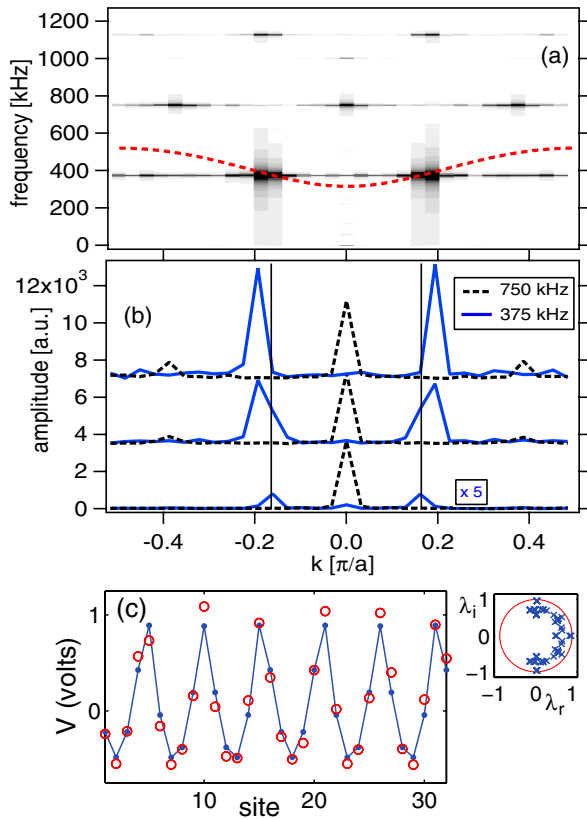 1200
1000
800
600
400
200
0
frequency [kHz]
(a)
12x10³
10
8
6
4
2
0
amplitude [a.u.]
(b)
750 kHz
375 kHz
x 5
-0.4
-0.2
0.0
0.2
0.4
k [π/a]
(c)
1
0
V (volts)
10
20
30
site
λi
1
0
−1
−1
0
1
λr